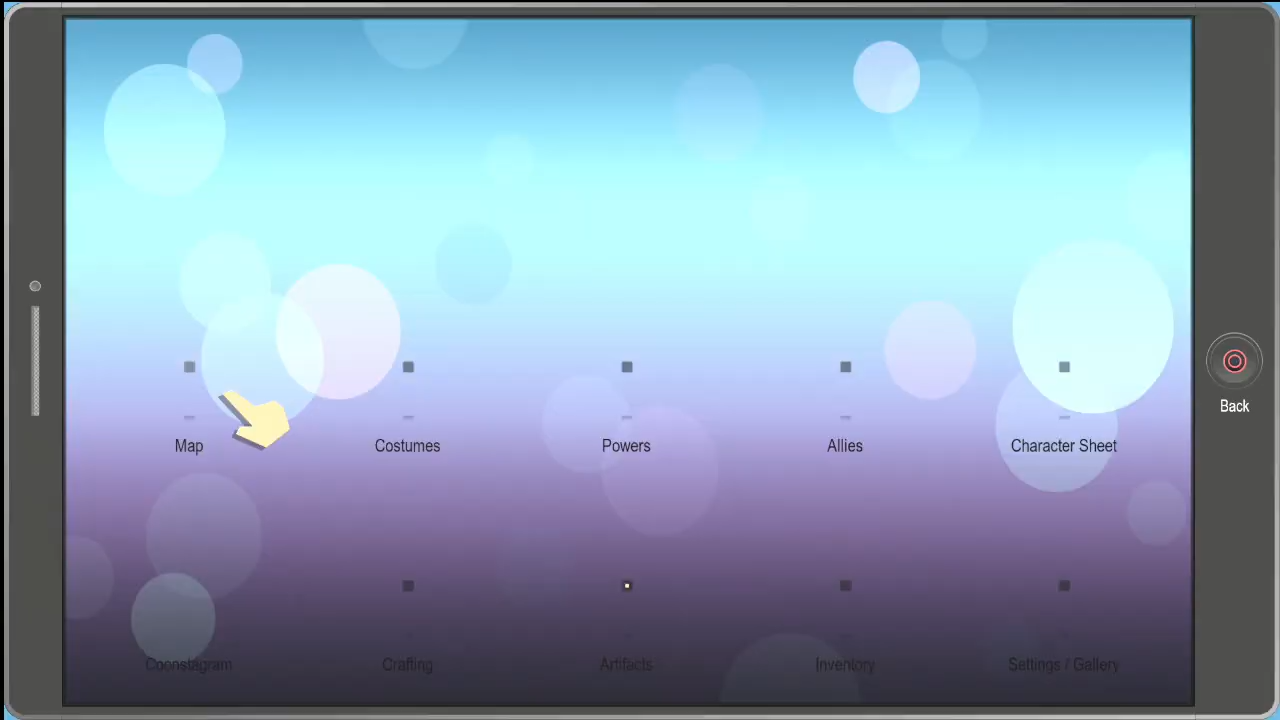 Map
Costumes
Powers
Allies
Character Sheet
Back
Coonstagram
Crafting
Artifacts
Inventory
Settings / Gallery